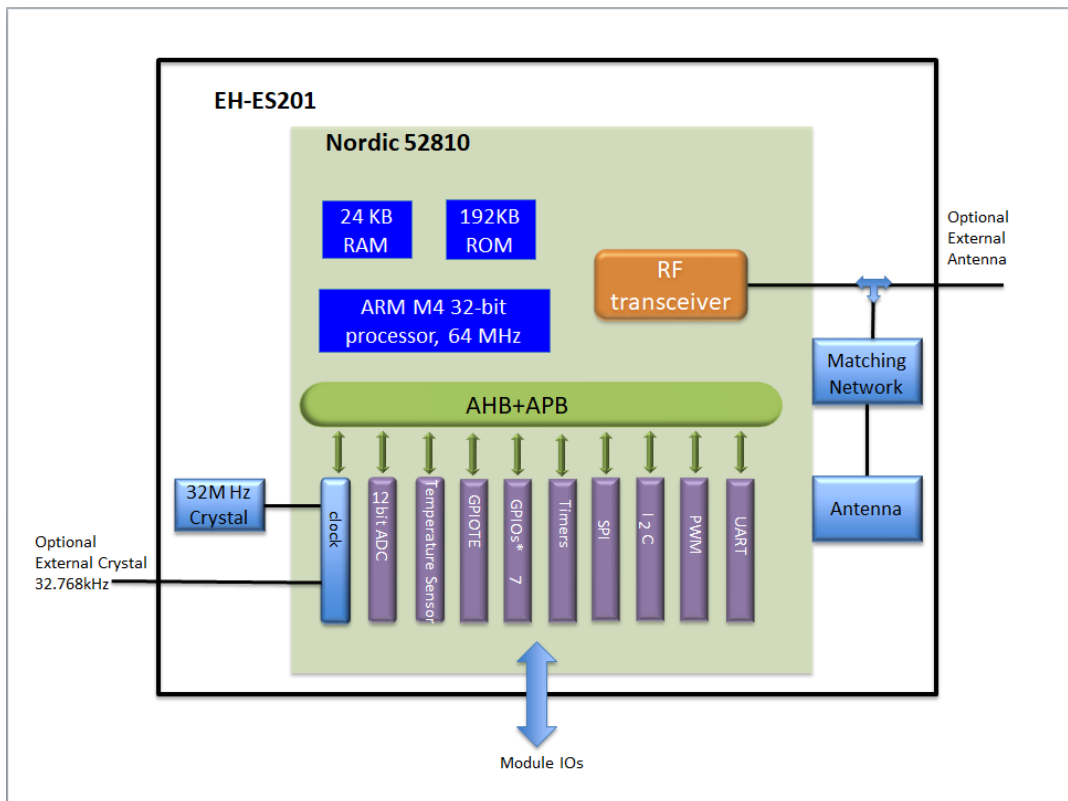 EH-ES201
Nordic 52810
24 KB
RAM
192KB
ROM
RF
transceiver
Optional
External
Antenna
ARM M4 32-bit
processor, 64 MHz
Matching
Network
AHB+APB
32M Hz
Crystal
Antenna
Optional
External Crystal
32.768kHz
clock
12bit ADC
Temperature Sensor
GPIOTE
GPIOs* 7
Timers
SPI
I 2 C
PWM
UART
Module IOs